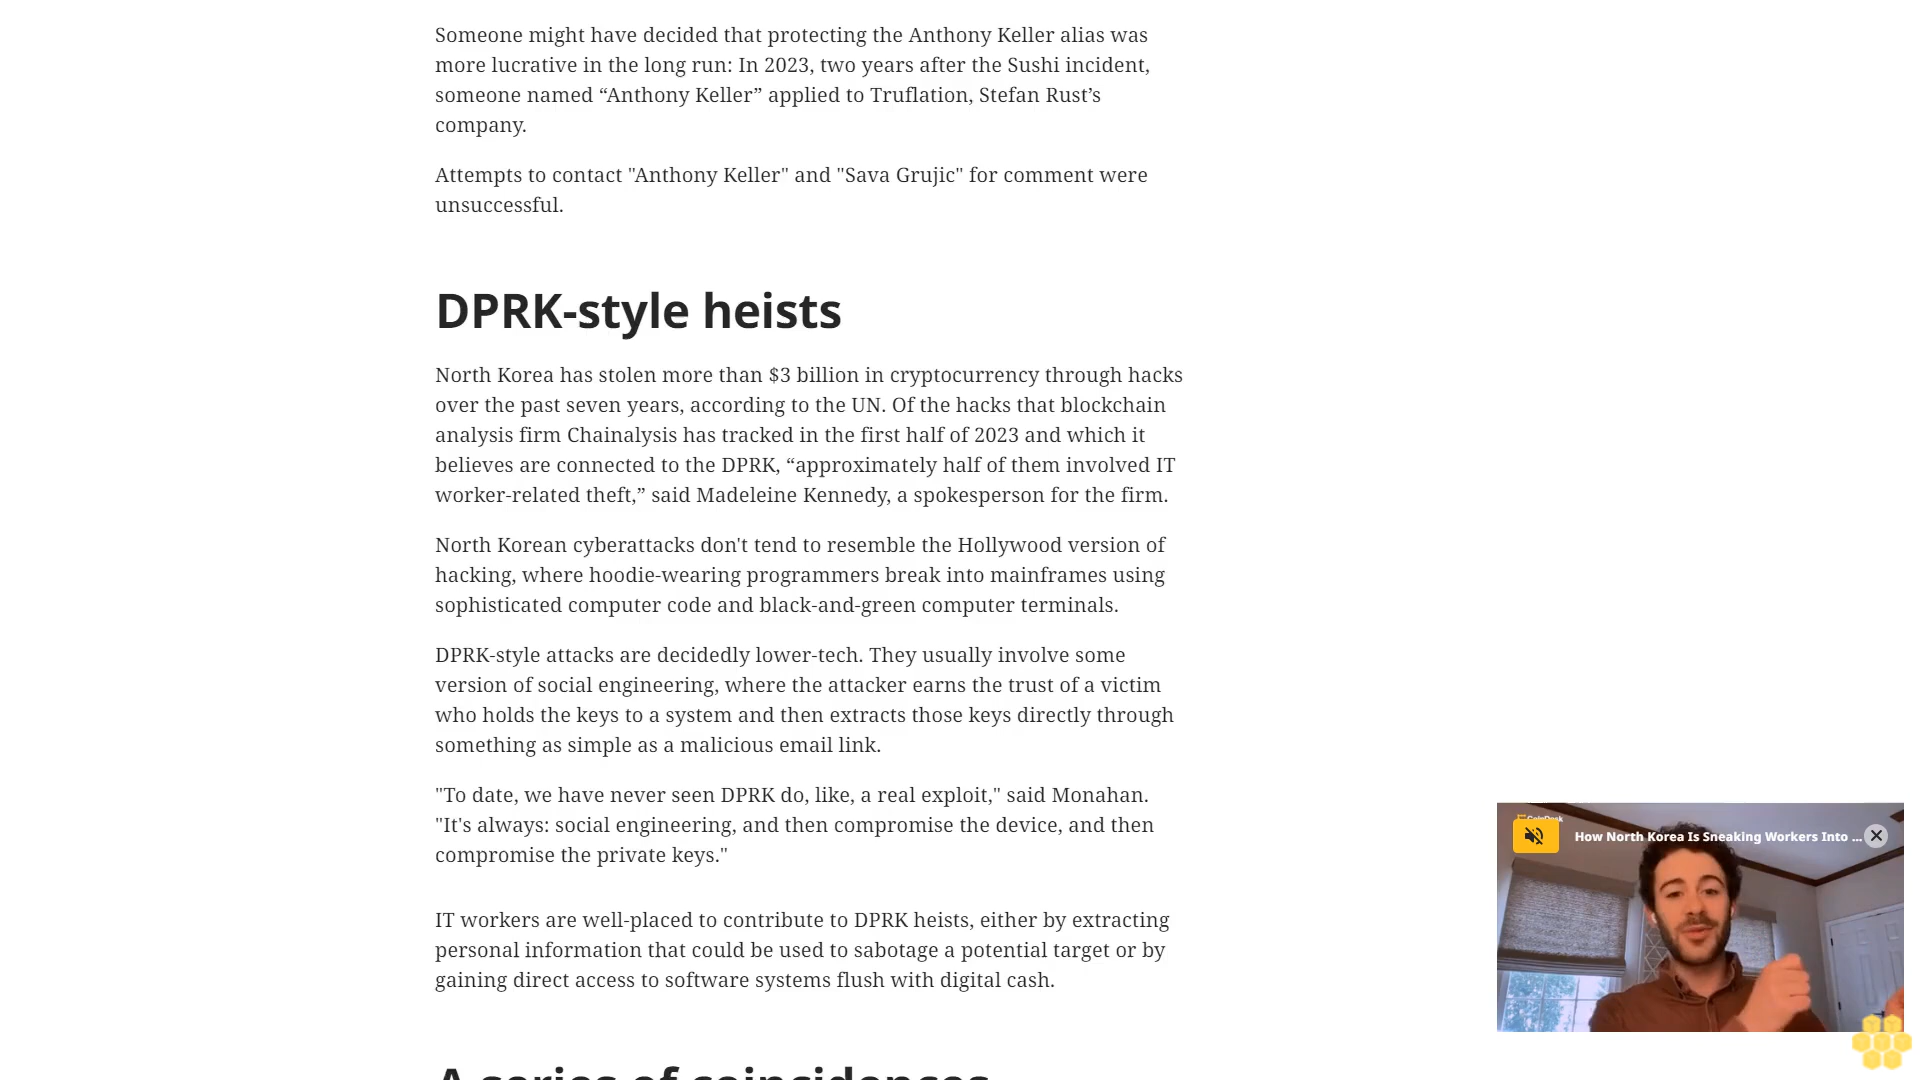 Someone might have decided that protecting the Anthony Keller alias was
more lucrative in the long run: In 2023, two years after the Sushi incident,
someone named “Anthony Keller” applied to Truflation, Stefan Rust’s
company.
Attempts to contact "Anthony Keller" and "Sava Grujic" for comment were
unsuccessful.
DPRK-style heists
North Korea has stolen more than $3 billion in cryptocurrency through hacks
over the past seven years, according to the UN. Of the hacks that blockchain
analysis firm Chainalysis has tracked in the first half of 2023 and which it
believes are connected to the DPRK, “approximately half of them involved IT
worker-related theft,” said Madeleine Kennedy, a spokesperson for the firm.
North Korean cyberattacks don't tend to resemble the Hollywood version of
hacking, where hoodie-wearing programmers break into mainframes using
sophisticated computer code and black-and-green computer terminals.
DPRK-style attacks are decidedly lower-tech. They usually involve some
version of social engineering, where the attacker earns the trust of a victim
who holds the keys to a system and then extracts those keys directly through
something as simple as a malicious email link.
"To date, we have never seen DPRK do, like, a real exploit," said Monahan.
"It's always: social engineering, and then compromise the device, and then
compromise the private keys."
IT workers are well-placed to contribute to DPRK heists, either by extracting
personal information that could be used to sabotage a potential target or by
gaining direct access to software systems flush with digital cash.
CoinDesk
How North Korea Is Sneaking Workers Into ...
A series of coincidences